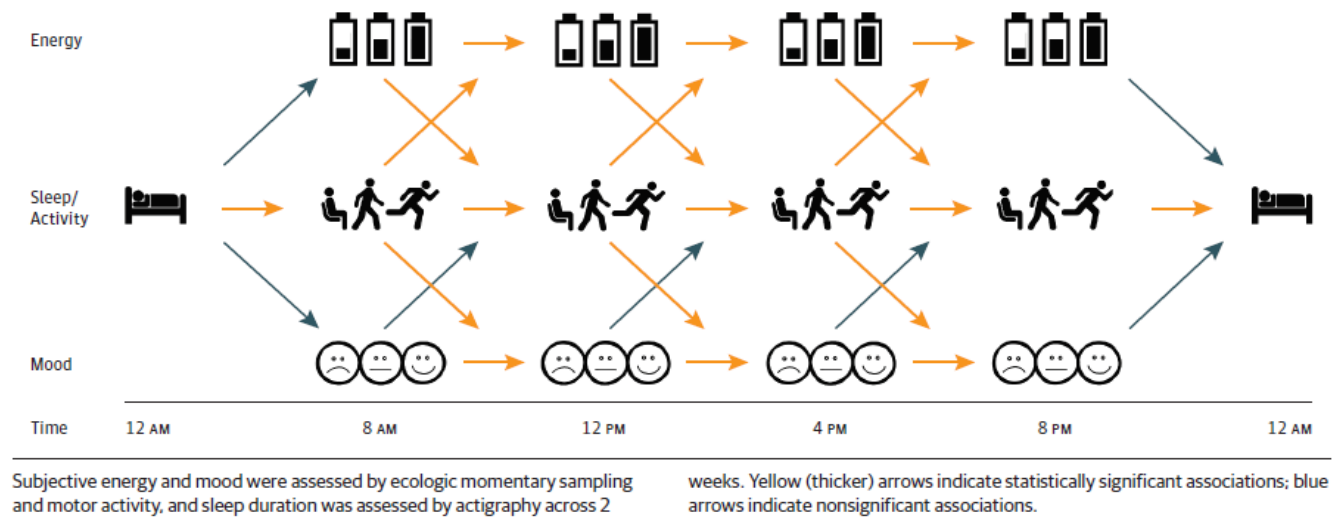 Energy
Sleep/
Activity
Mood
Time 12 AM 8 AM 12 PM 4 PM 8 PM 12 AM
Subjective energy and mood were assessed by ecologic momentary sampling
and motor activity, and sleep duration was assessed by actigraphy across 2
weeks. Yellow (thicker) arrows indicate statistically significant associations; blue
arrows indicate nonsignificant associations.